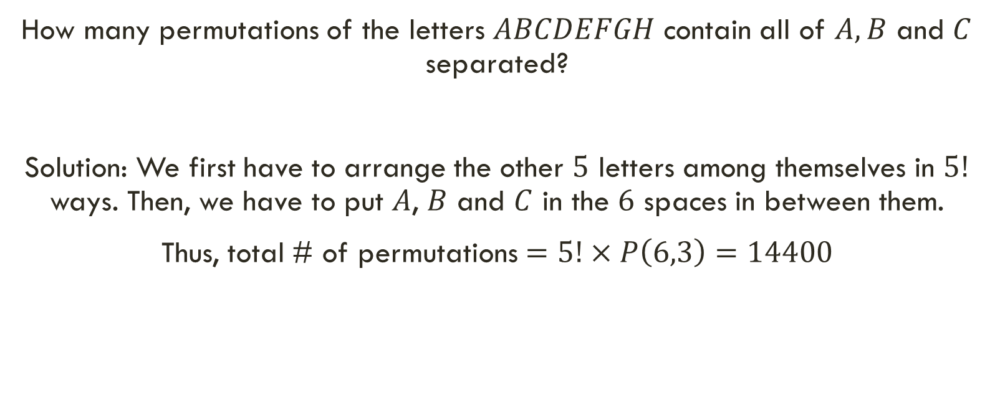 How many permutations of the letters ABCDEFGH contain all of A, B and C
separated?
Solution: We first have to arrange the other 5 letters among themselves in 5!
ways. Then, we have to put A, B and C in the 6 spaces in between them.
Thus, total # of permutations = 5! × P(6,3) = 14400